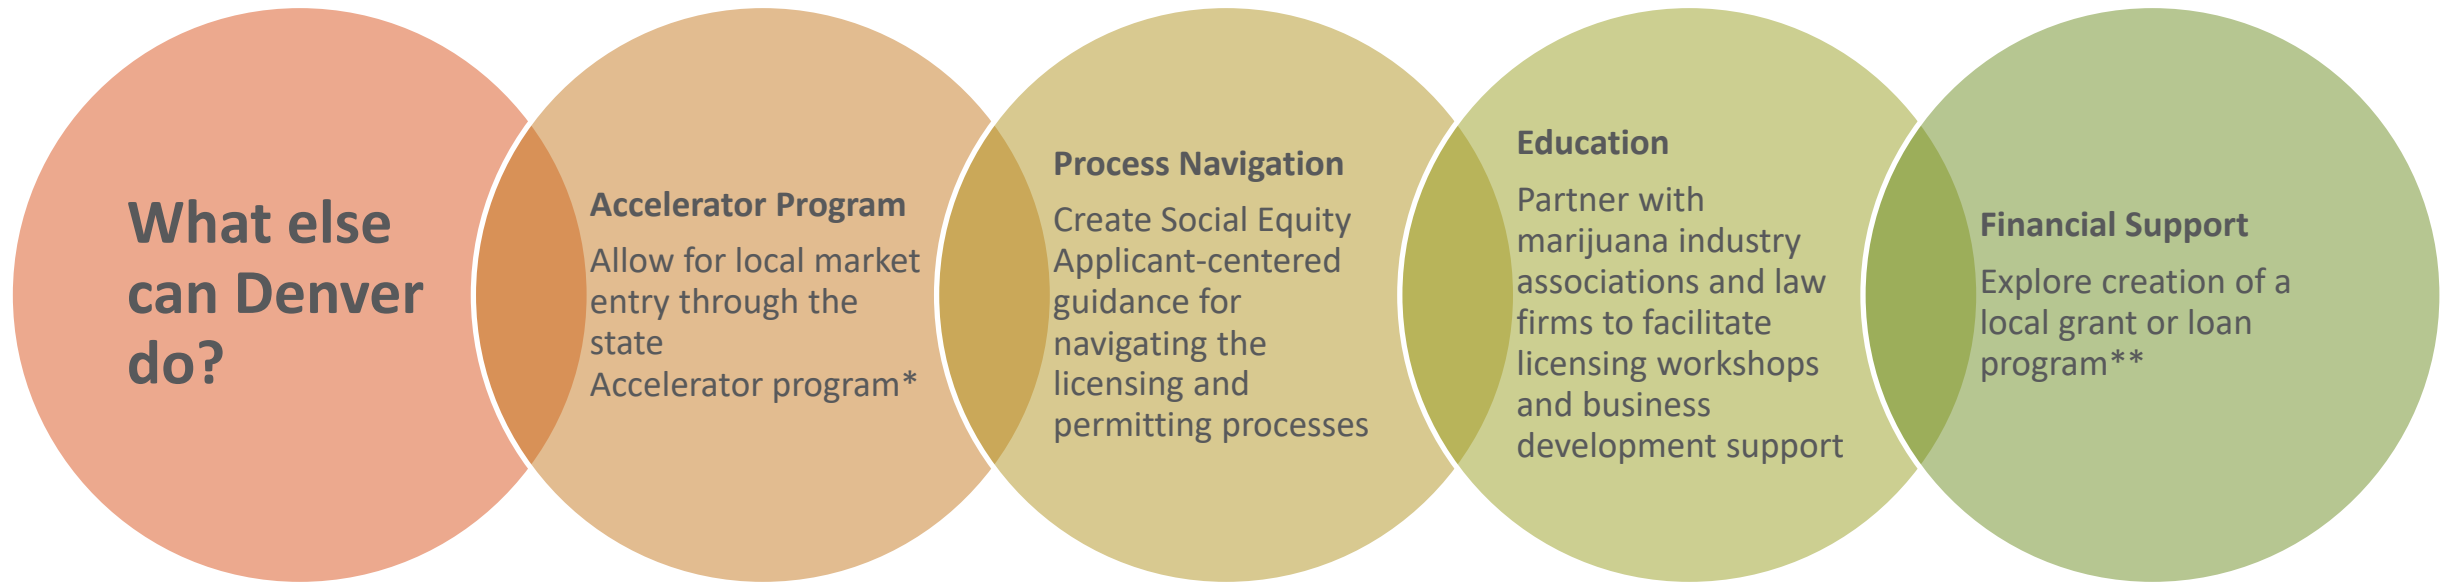 What else
can Denver
do?
Accelerator Program
Allow for local market
entry through the
state
Accelerator program*
Process Navigation
Create Social Equity
Applicant-centered
guidance for
navigating the
licensing and
permitting processes
Education
Partner with
marijuana industry
associations and law
firms to facilitate
licensing workshops
and business
development support
Financial Support
Explore creation of a
local grant or loan
program**